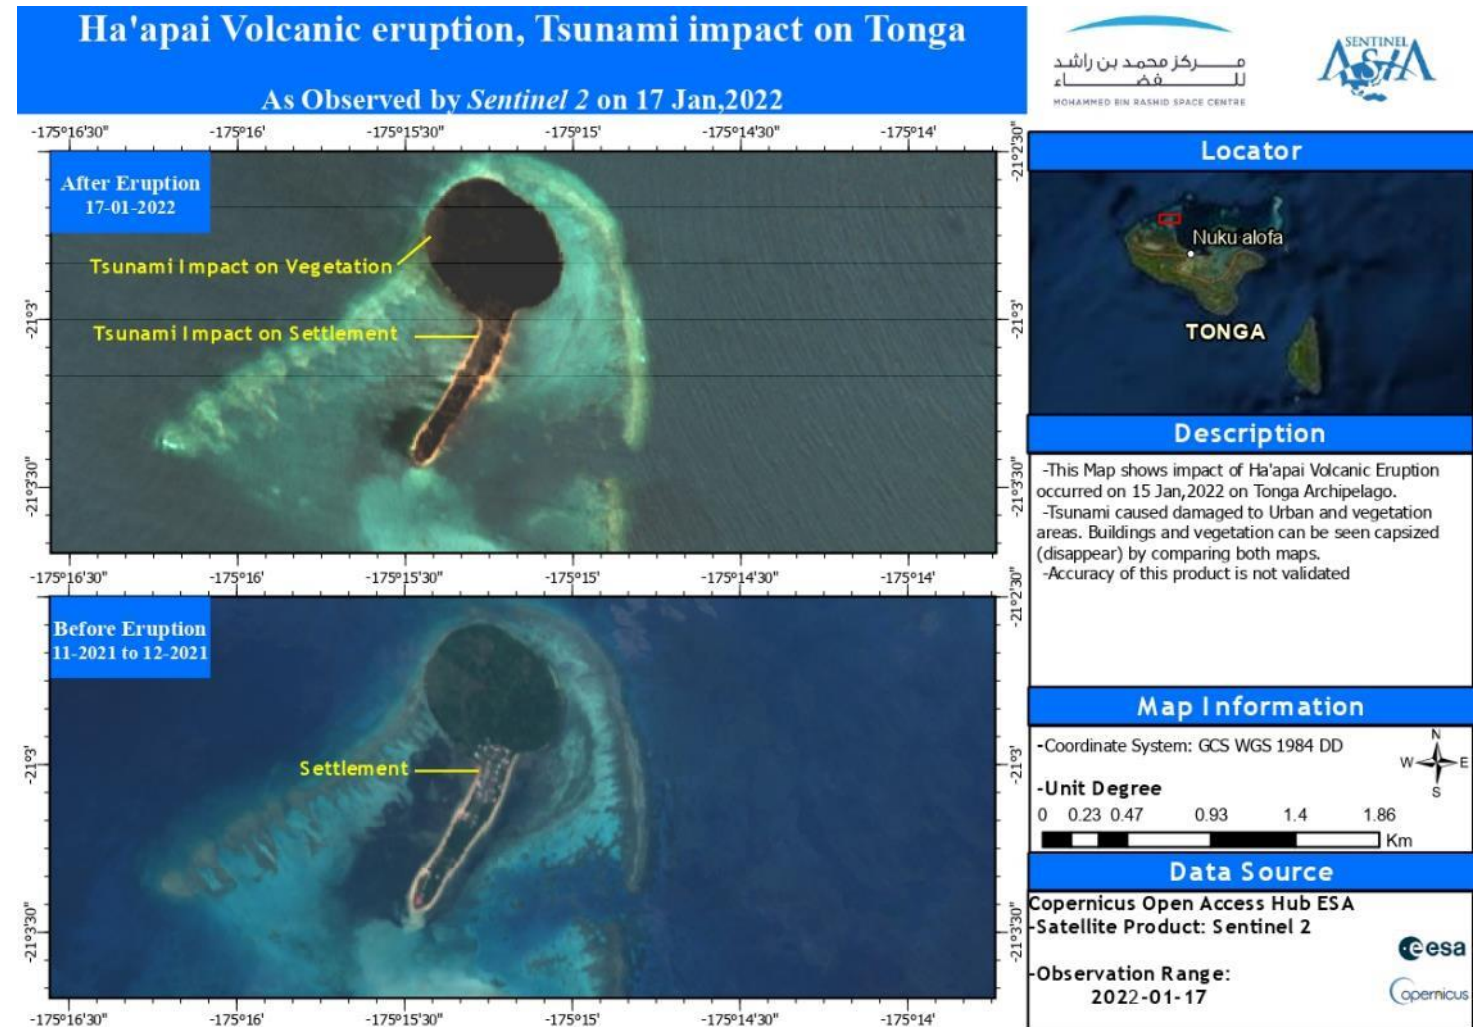 Ha'apai Volcanic eruption, Tsunami impact on Tonga
As Observed by Sentinel 2 on 17 Jan,2022
مركز محمد بن راشد
للفضاء
MOHAMMED BIN RASHID SPACE CENTRE
SENTINEL
ASIA
-175°16'30" -175°16' -175°15'30" -175°15' -175°14'30" -175°14'
After Eruption
17-01-2022
Tsunami Impact on Vegetation
Tsunami Impact on Settlement
-21°2'30"
-21°3'
-21°3'30"
-21°2'30"
-21°3'
-21°3'30"
-175°16'30" -175°16' -175°15'30" -175°15' -175°14'30" -175°14'
Before Eruption
11-2021 to 12-2021
Settlement
-21°3'
-21°3'30"
-21°3'
-21°3'30"
-175°16'30" -175°16' -175°15'30" -175°15' -175°14'30" -175°14'
Locator
Nuku alofa
TONGA
Description
-This Map shows impact of Ha'apai Volcanic Eruption
occurred on 15 Jan,2022 on Tonga Archipelago.
-Tsunami caused damaged to Urban and vegetation
areas. Buildings and vegetation can be seen capsized
(disappear) by comparing both maps.
-Accuracy of this product is not validated
Map Information
-Coordinate System: GCS WGS 1984 DD
-Unit Degree
N
W E
S
0 0.23 0.47 0.93 1.4 1.86
Km
Data Source
Copernicus Open Access Hub ESA
-Satellite Product: Sentinel 2
-Observation Range:
2022-01-17
esa
opernicus